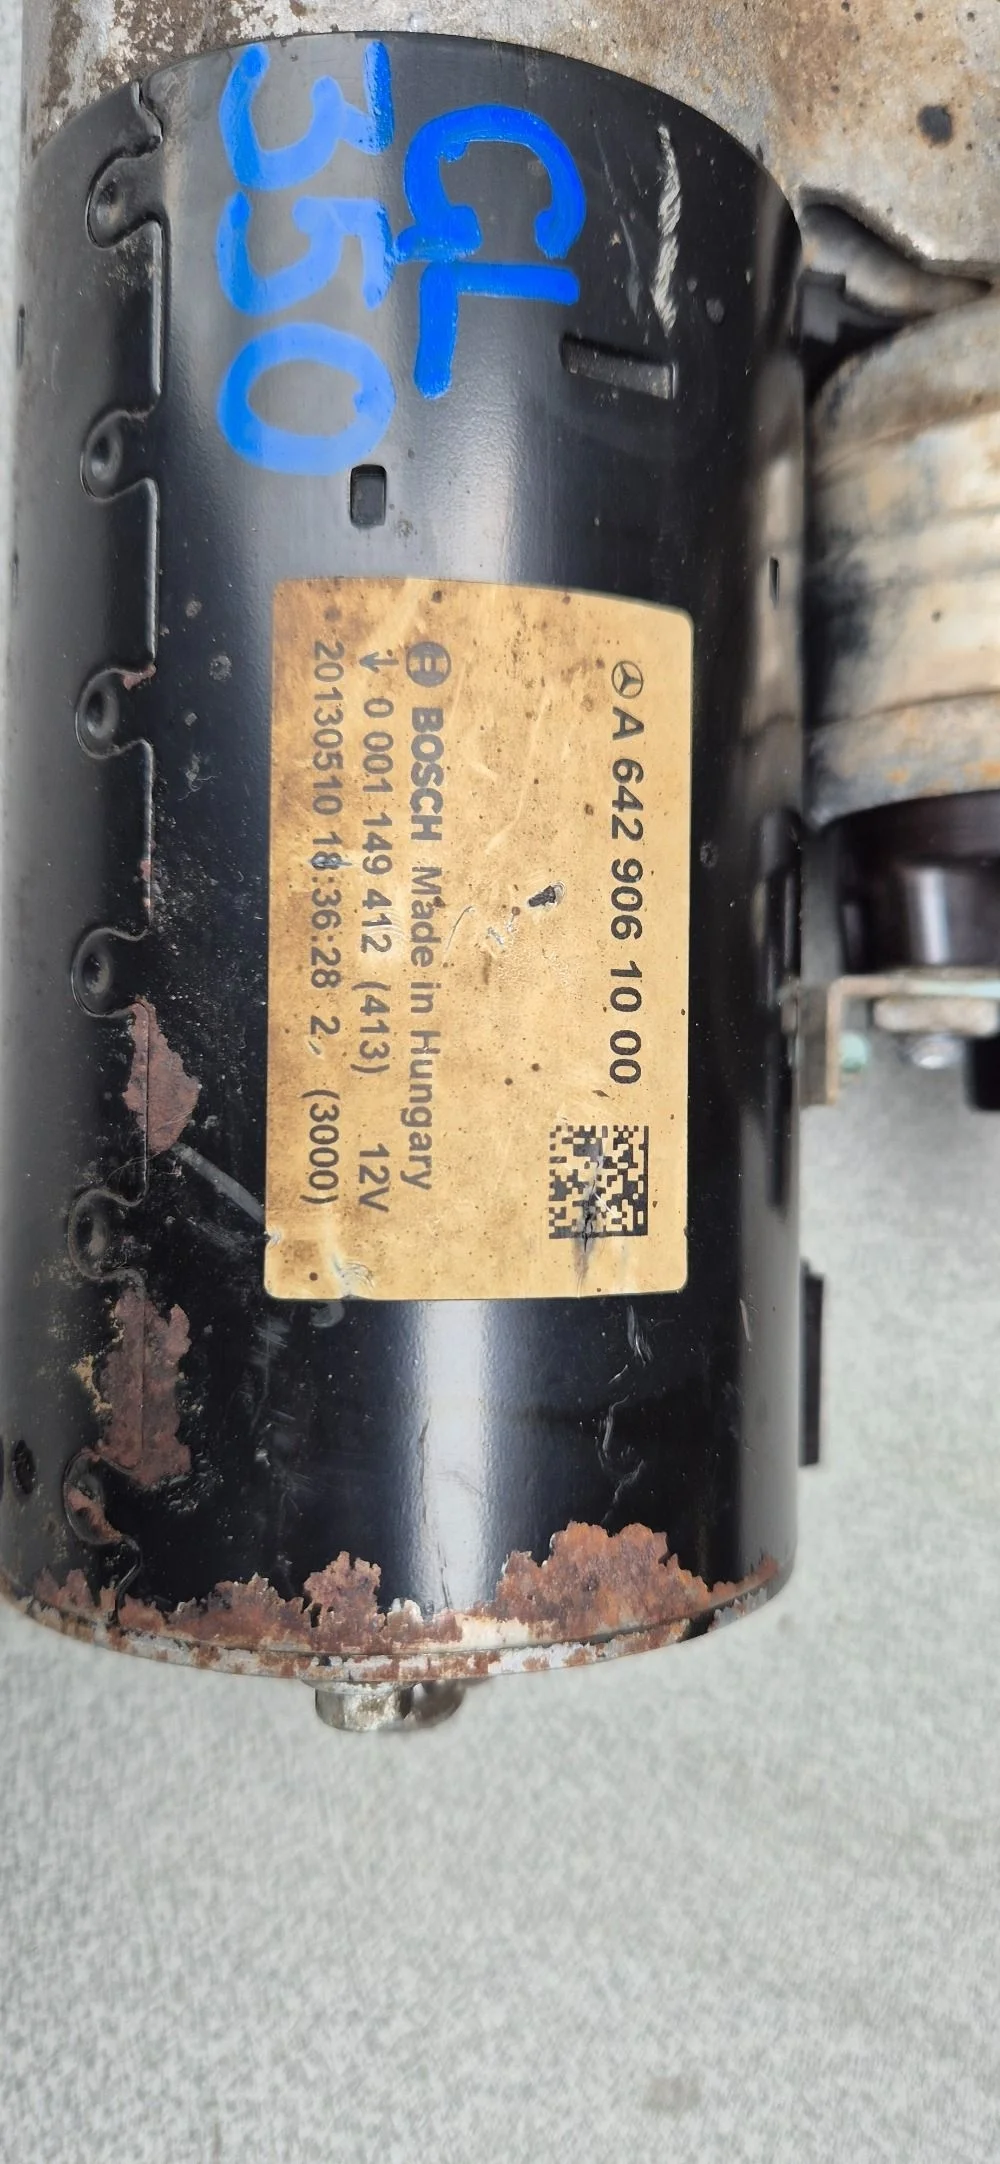 GL
350
A 642 906 10 00
BOSCH Made in Hungary
0 001 149 412 (413) 12V
20130510 18:36:28 2, (3000)